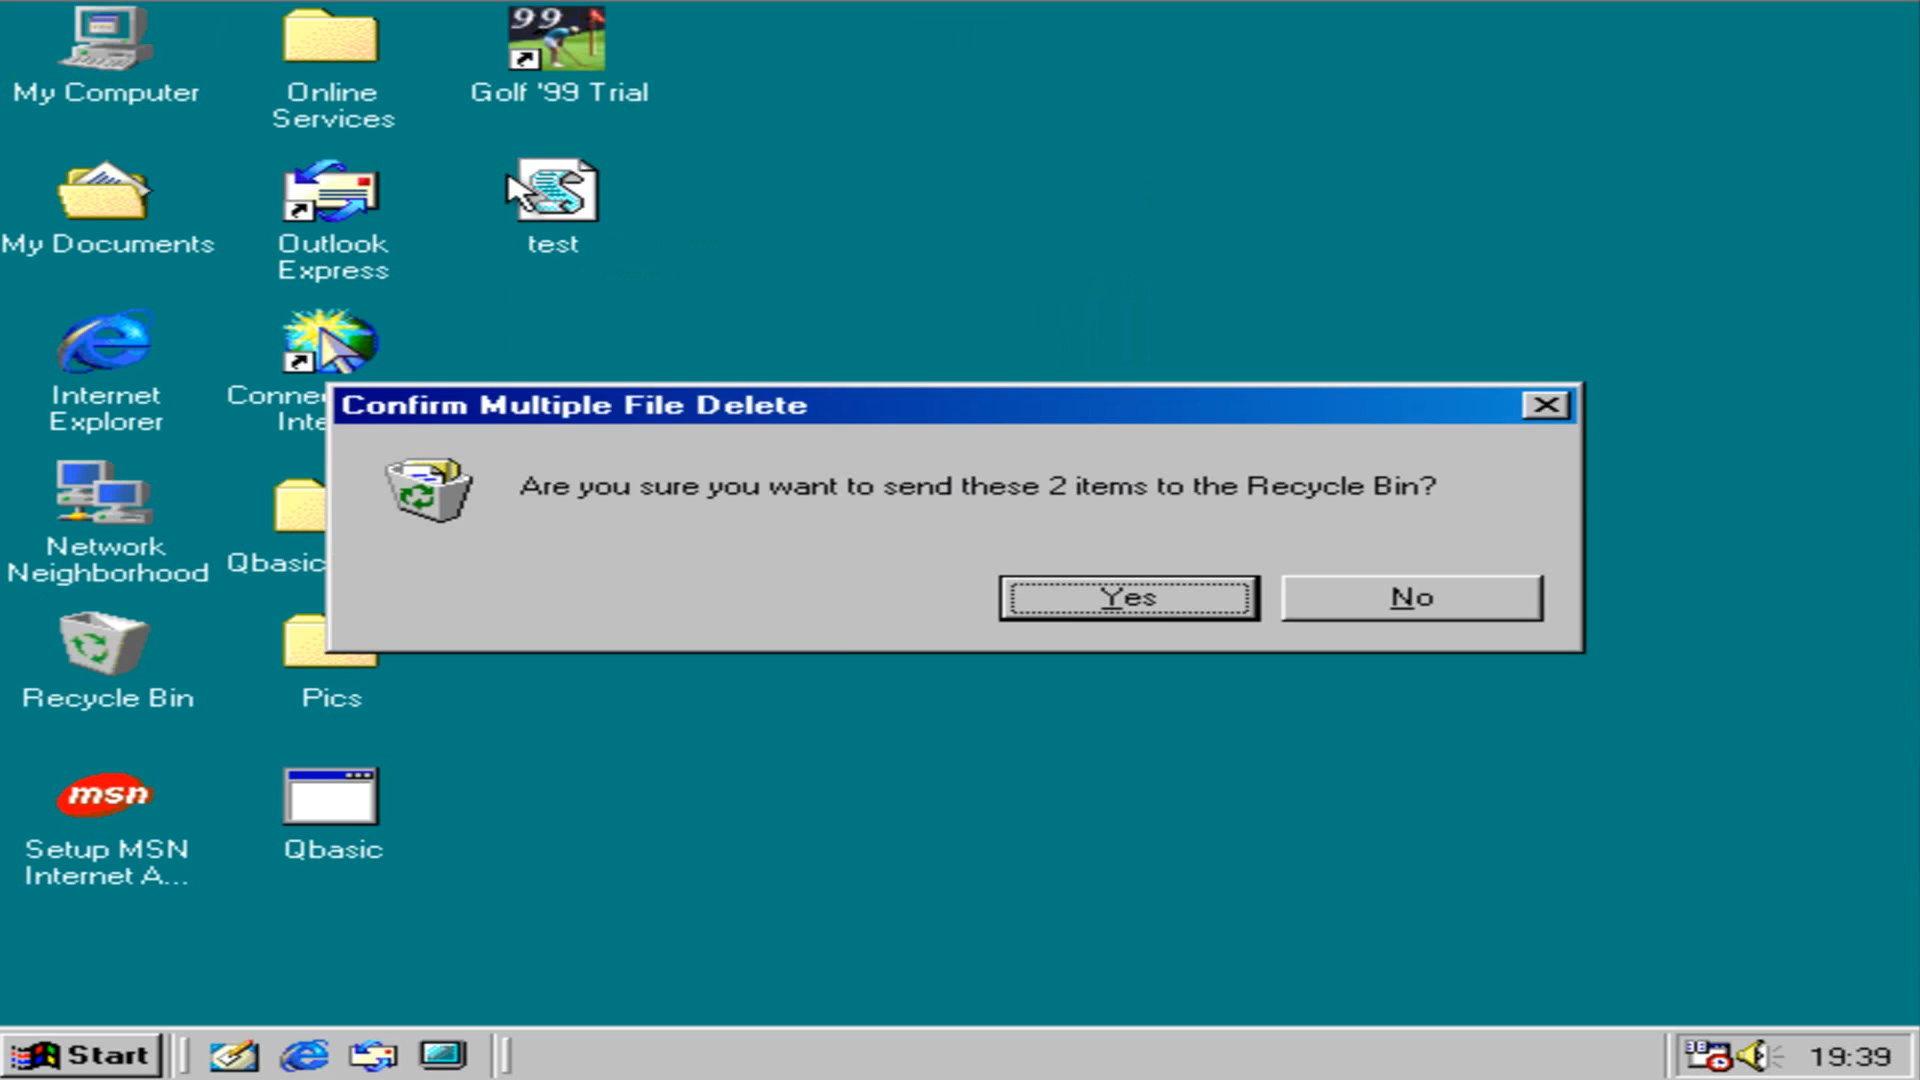 My Computer
Online
Services
99
Golf '99 Trial
My Documents
Outlook
Express
test
Internet
Explorer
Conne
Inte
Confirm Multiple File Delete
Are you sure you want to send these 2 items to the Recycle Bin?
Yes
No
Network
Neighborhood
Qbasic
Recycle Bin
Pics
msn
Setup MSN
Internet A...
Qbasic
Start
19:39